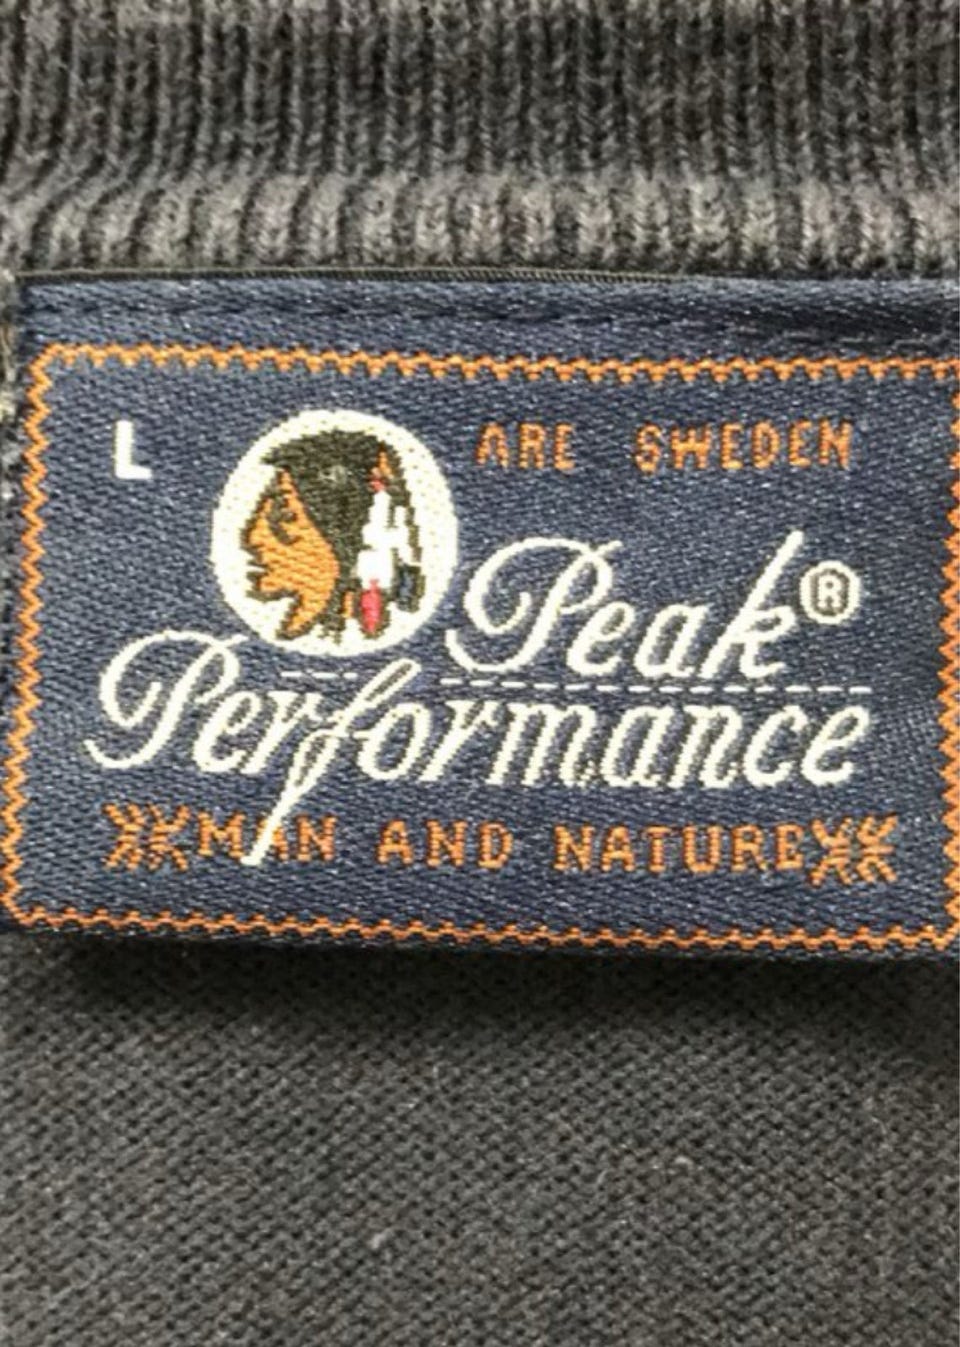 L
ARE SWEDEN
Peak®
Performance
MAN AND NATURE